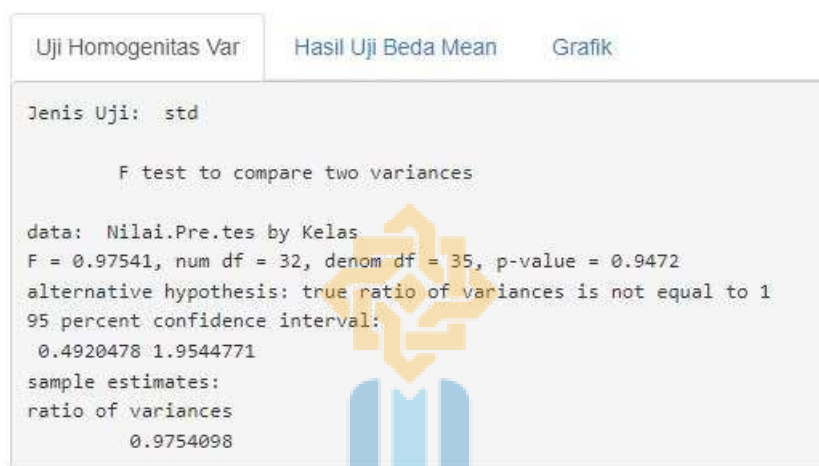 Uji Homogenitas Var Hasil Uji Beda Mean Grafik
Jenis Uji: std
F test to compare two variances
data: Nilai.Pre.tes by Kelas
F = 0.97541, num df = 32, denom df = 35, p-value = 0.9472
alternative hypothesis: true ratio of variances is not equal to 1
95 percent confidence interval:
0.4920478 1.9544771
sample estimates:
ratio of variances
0.9754098